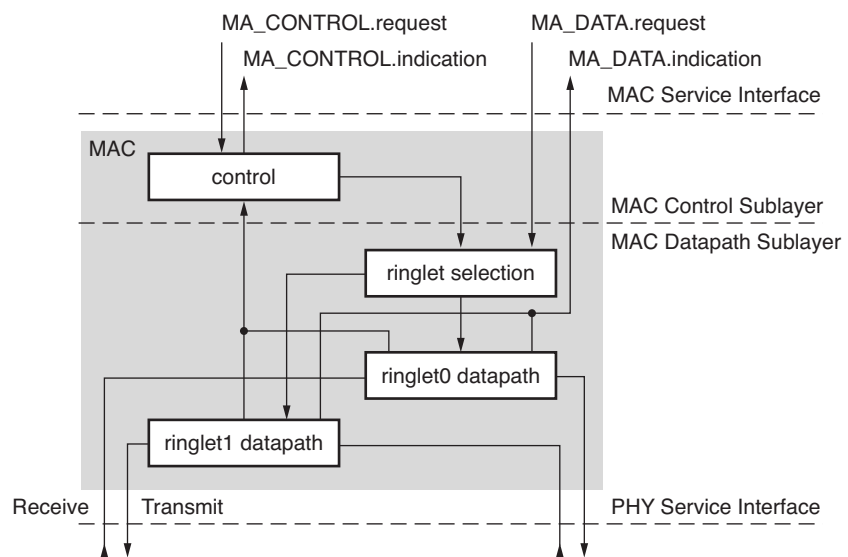 MA_CONTROL.request
MA_DATA.request
MA_CONTROL.indication
MA_DATA.indication
MAC Service Interface
MAC
control
MAC Control Sublayer
MAC Datapath Sublayer
ringlet selection
ringlet0 datapath
ringlet1 datapath
Receive
Transmit
PHY Service Interface